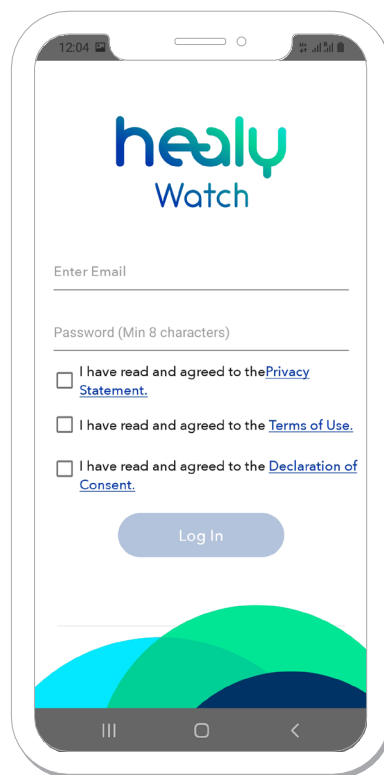 12:04
healy
Watch
Enter Email
Password (Min 8 characters)
I have read and agreed to thePrivacy
Statement.
I have read and agreed to the Terms of Use.
I have read and agreed to the Declaration of
Consent.
Log In